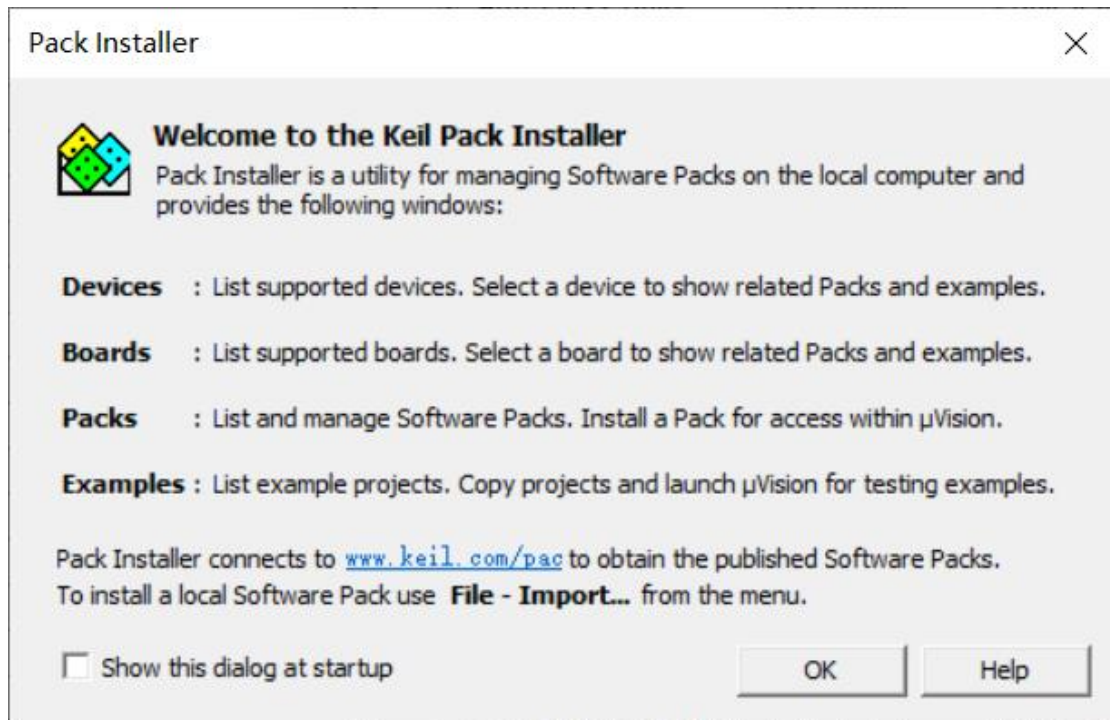 Pack Installer
Welcome to the Keil Pack Installer
Pack Installer is a utility for managing Software Packs on the local computer and
provides the following windows:
Devices : List supported devices. Select a device to show related Packs and examples.
Boards : List supported boards. Select a board to show related Packs and examples.
Packs : List and manage Software Packs. Install a Pack for access within µVision.
Examples : List example projects. Copy projects and launch µVision for testing examples.
Pack Installer connects to www.keil.com/pac to obtain the published Software Packs.
To install a local Software Pack use File - Import... from the menu.
Show this dialog at startup
OK
Help